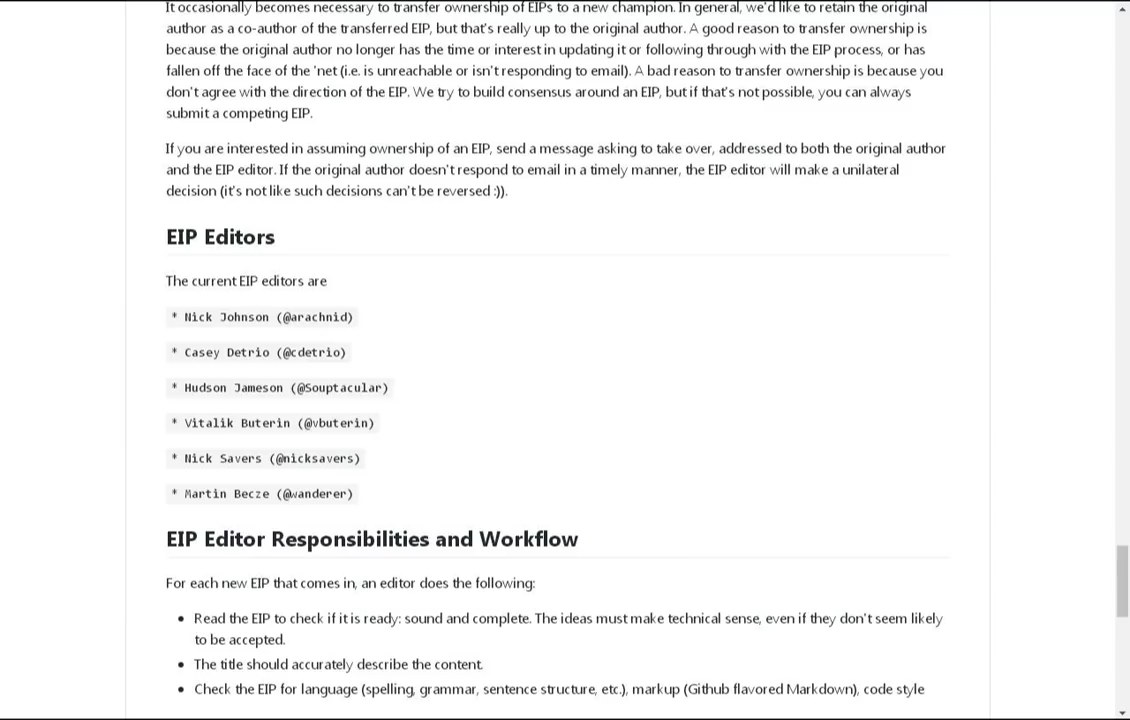 It occasionally becomes necessary to transfer ownership of EIPs to a new champion. In general, we'd like to retain the original
author as a co-author of the transferred EIP, but that's really up to the original author. A good reason to transfer ownership is
because the original author no longer has the time or interest in updating it or following through with the EIP process, or has
fallen off the face of the 'net (i.e. is unreachable or isn't responding to email). A bad reason to transfer ownership is because you
don't agree with the direction of the EIP. We try to build consensus around an EIP, but if that's not possible, you can always
submit a competing EIP.
If you are interested in assuming ownership of an EIP, send a message asking to take over, addressed to both the original author
and the EIP editor. If the original author doesn't respond to email in a timely manner, the EIP editor will make a unilateral
decision (it's not like such decisions can't be reversed :)).
EIP Editors
The current EIP editors are
* Nick Johnson (@arachnid)
* Casey Detrio (@cdetrio)
* Hudson Jameson (@Souptacular)
* Vitalik Buterin (@vbuterin)
* Nick Savers (@nicksavers)
* Martin Becze (@wanderer)
EIP Editor Responsibilities and Workflow
For each new EIP that comes in, an editor does the following:
• Read the EIP to check if it is ready: sound and complete. The ideas must make technical sense, even if they don't seem likely
to be accepted.
• The title should accurately describe the content.
• Check the EIP for language (spelling, grammar, sentence structure, etc.), markup (Github flavored Markdown), code style